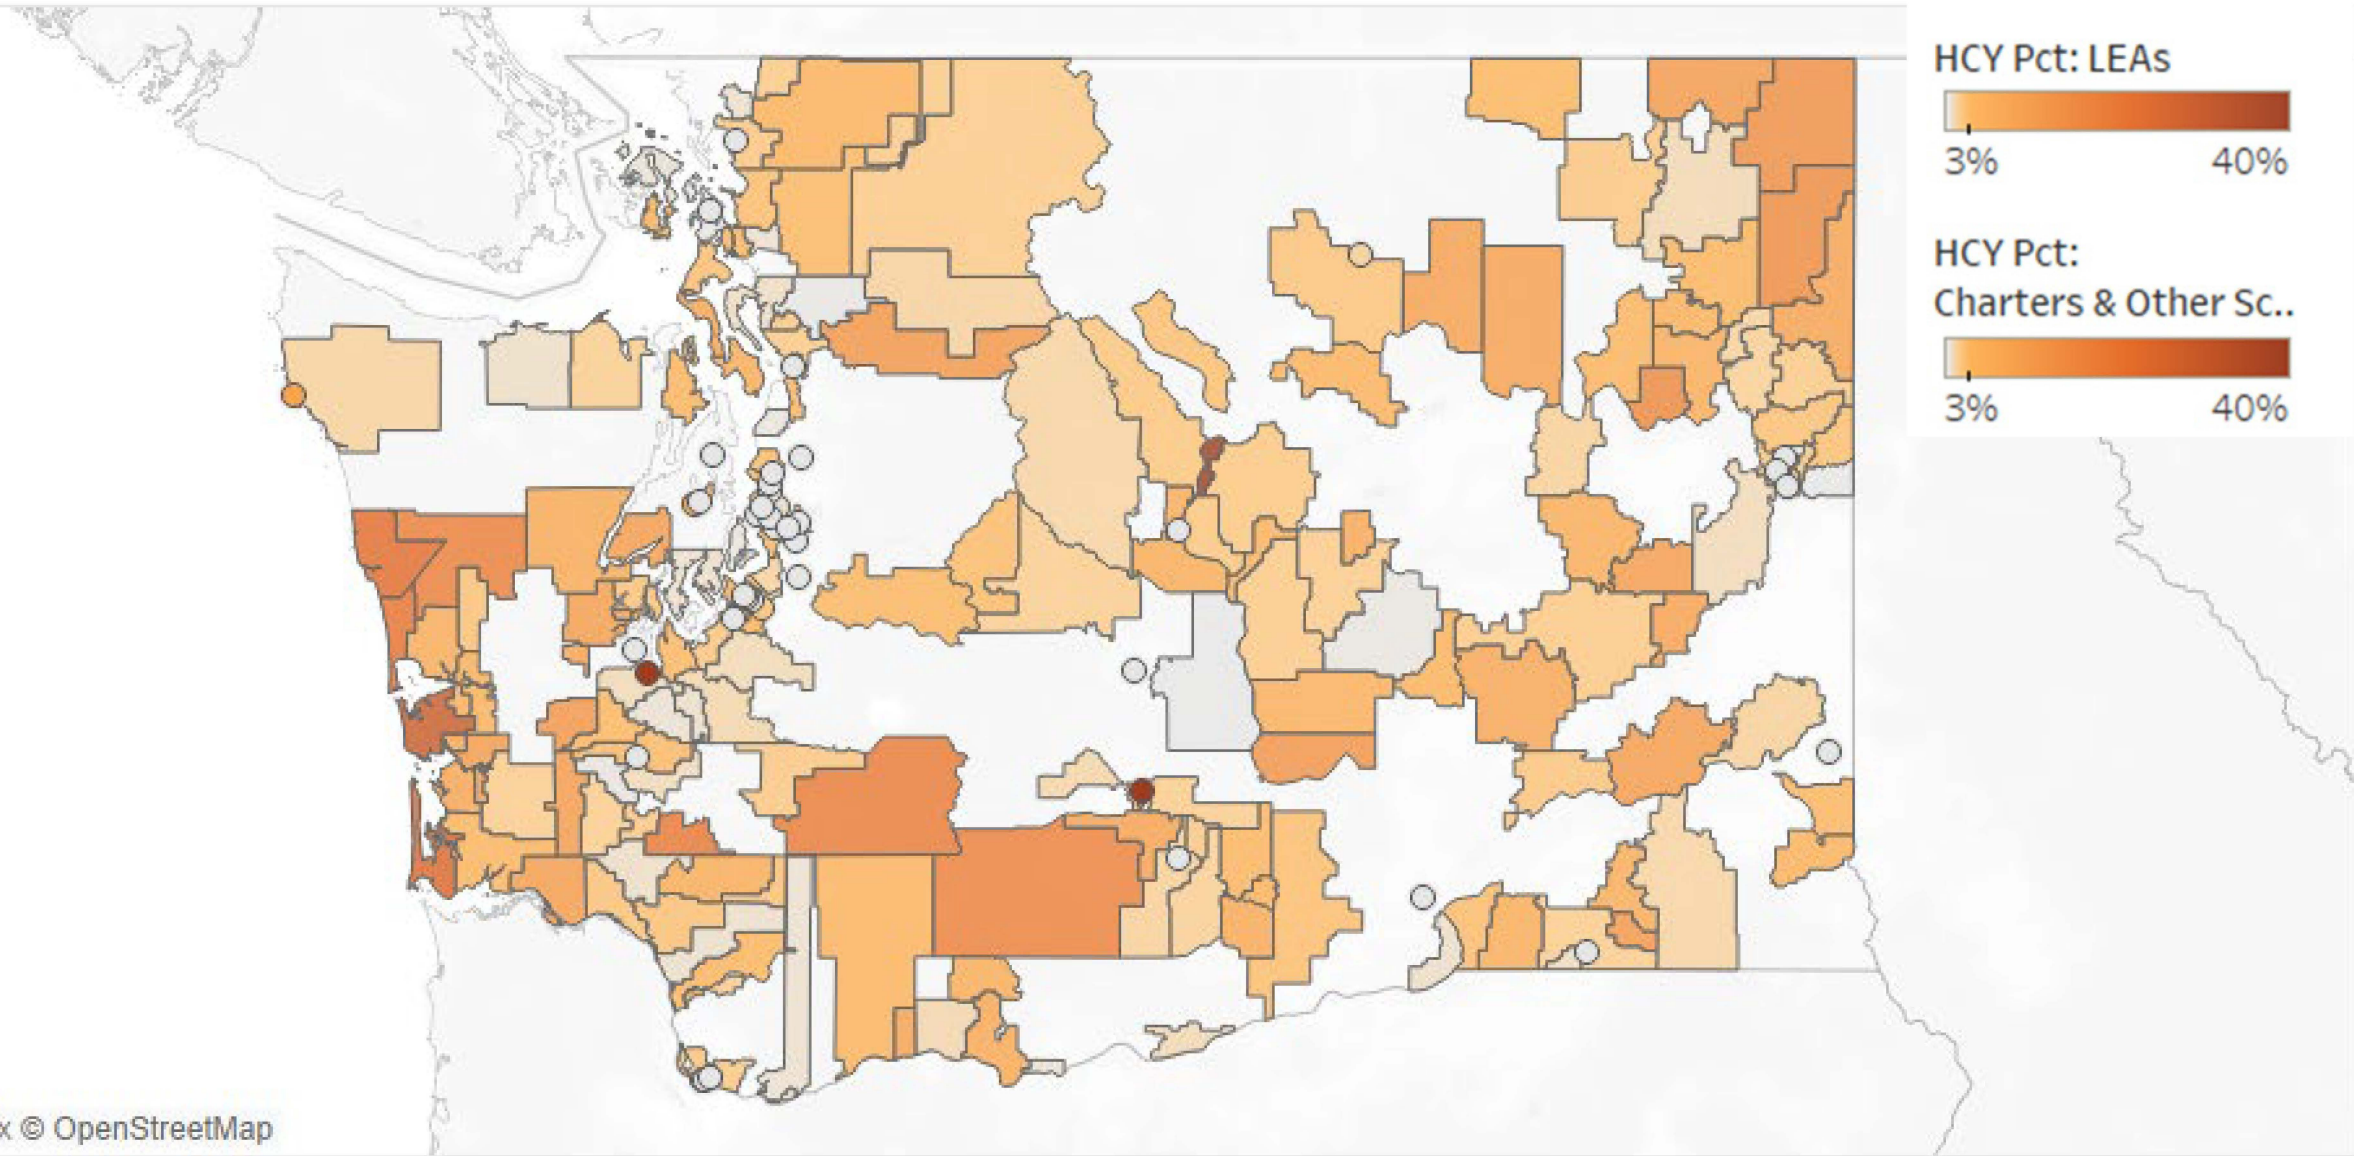 HCY Pct: LEAs
3% 40%
HCY Pct:
Charters & Other Sc..
3% 40%
x © OpenStreetMap